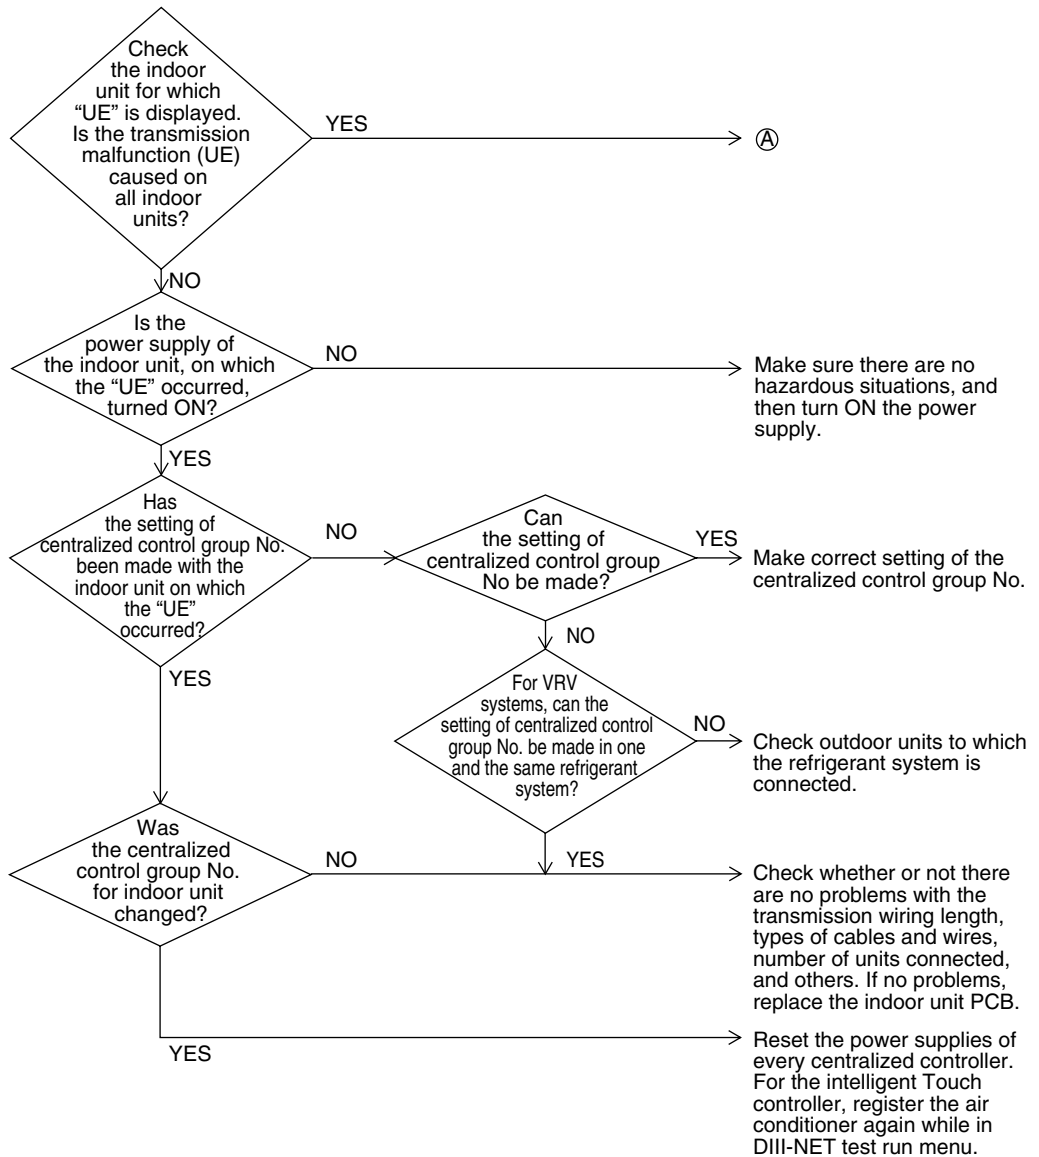 Check
the indoor
unit for which
“UE” is displayed.
Is the transmission
malfunction (UE)
caused on
all indoor
units?
YES
Ⓐ
NO
Is the
power supply of
the indoor unit, on which
the “UE” occurred,
turned ON?
NO
Make sure there are no
hazardous situations, and
then turn ON the power
supply.
YES
Has
the setting of
centralized control group No.
been made with the
indoor unit on which
the “UE”
occurred?
NO
Can
the setting of
centralized control group
No be made?
YES
Make correct setting of the
centralized control group No.
NO
YES
For VRV
systems, can the
setting of centralized control
group No. be made in one
and the same refrigerant
system?
NO
Check outdoor units to which
the refrigerant system is
connected.
YES
Was
the centralized
control group No.
for indoor unit
changed?
NO
Check whether or not there
are no problems with the
transmission wiring length,
types of cables and wires,
number of units connected,
and others. If no problems,
replace the indoor unit PCB.
YES
Reset the power supplies of
every centralized controller.
For the intelligent Touch
controller, register the air
conditioner again while in
DIII-NET test run menu.